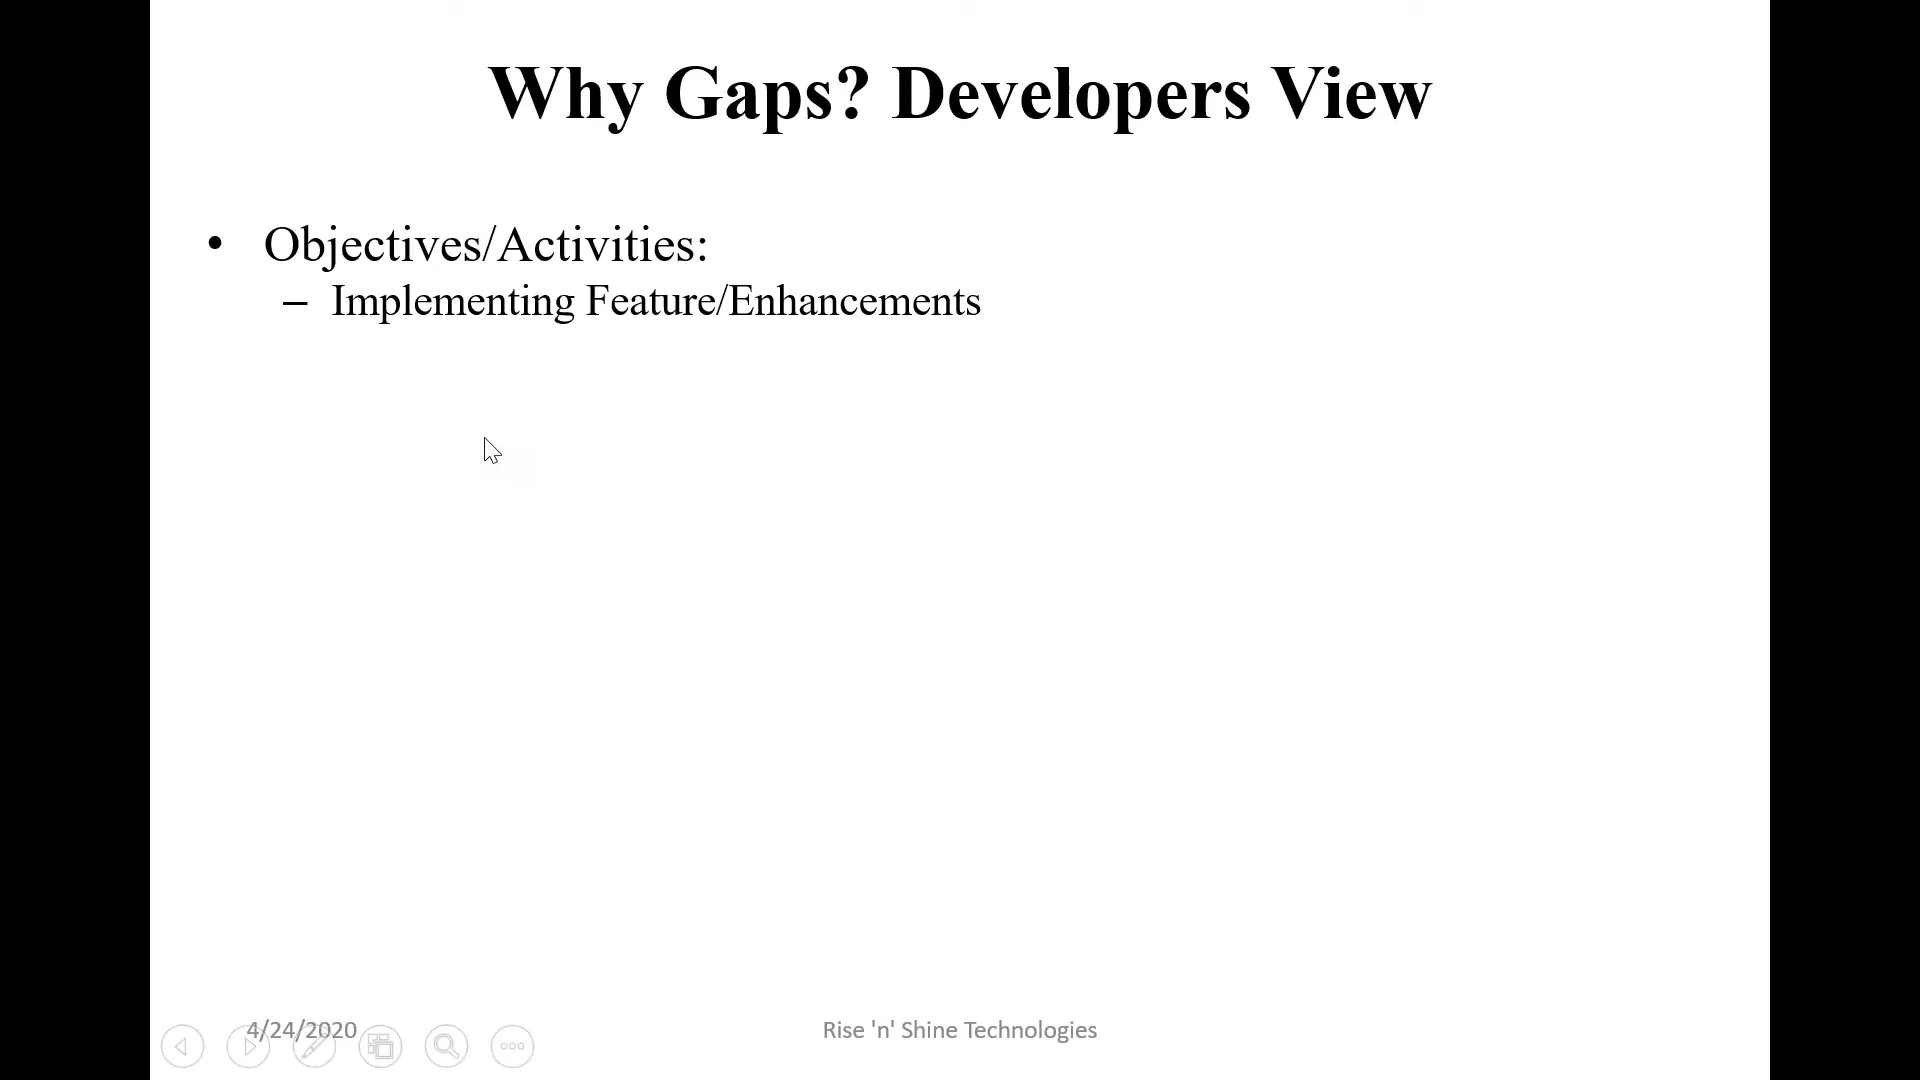 Why Gaps? Developers View
• Objectives/Activities:
– Implementing Feature/Enhancements
4/24/2020
Rise 'n' Shine Technologies